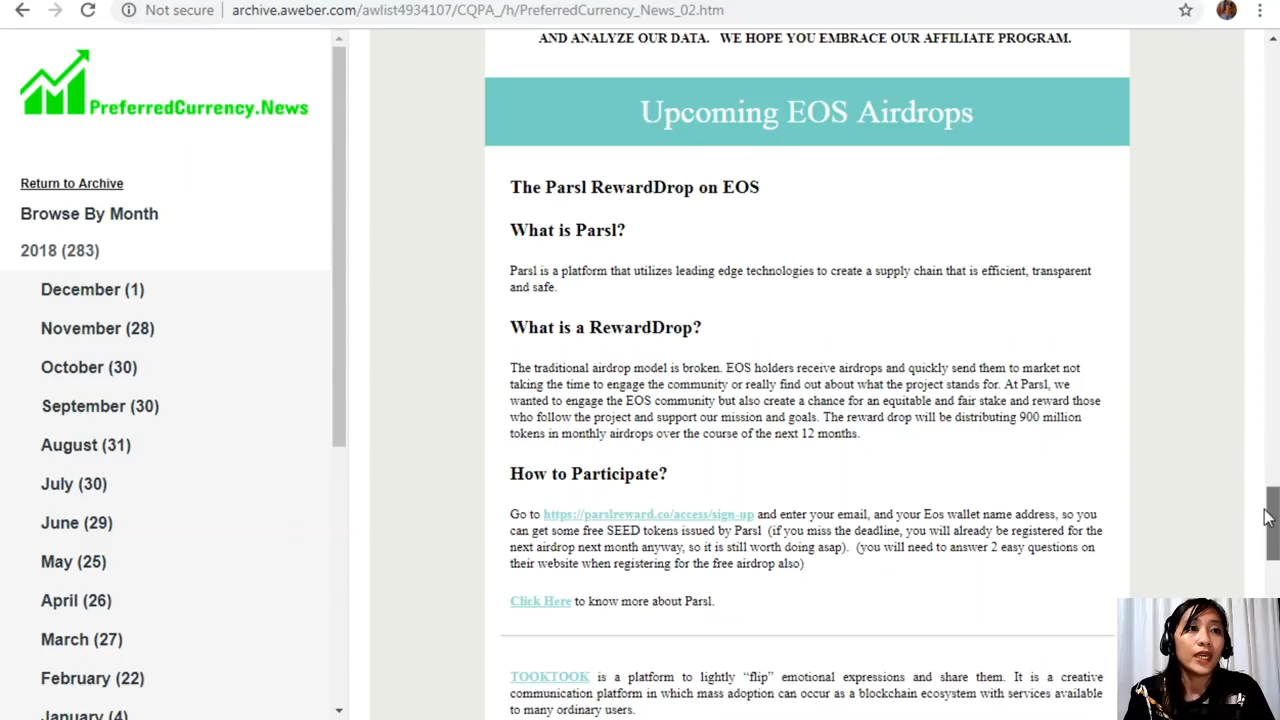 Not secure archive.aweber.com/awlist4934107/CQPA_/h/PreferredCurrency_News_02.htm
PreferredCurrency.News
Return to Archive
Browse By Month
2018 (283)
December (1)
November (28)
October (30)
September (30)
August (31)
July (30)
June (29)
May (25)
April (26)
March (27)
February (22)
January (4)
AND ANALYZE OUR DATA. WE HOPE YOU EMBRACE OUR AFFILIATE PROGRAM.
Upcoming EOS Airdrops
The Parsl RewardDrop on EOS
What is Parsl?
Parsl is a platform that utilizes leading edge technologies to create a supply chain that is efficient, transparent
and safe.
What is a RewardDrop?
The traditional airdrop model is broken. EOS holders receive airdrops and quickly send them to market not
taking the time to engage the community or really find out about what the project stands for. At Parsl, we
wanted to engage the EOS community but also create a chance for an equitable and fair stake and reward those
who follow the project and support our mission and goals. The reward drop will be distributing 900 million
tokens in monthly airdrops over the course of the next 12 months.
How to Participate?
Go to https://parslreward.co/access/sign-up and enter your email, and your Eos wallet name address, so you
can get some free SEED tokens issued by Parsl (if you miss the deadline, you will already be registered for the
next airdrop next month anyway, so it is still worth doing asap). (you will need to answer 2 easy questions on
their website when registering for the free airdrop also)
Click Here to know more about Parsl.
TOOKTOOK is a platform to lightly “flip” emotional expressions and share them. It is a creative
communication platform in which mass adoption can occur as a blockchain ecosystem with services available
to many ordinary users.